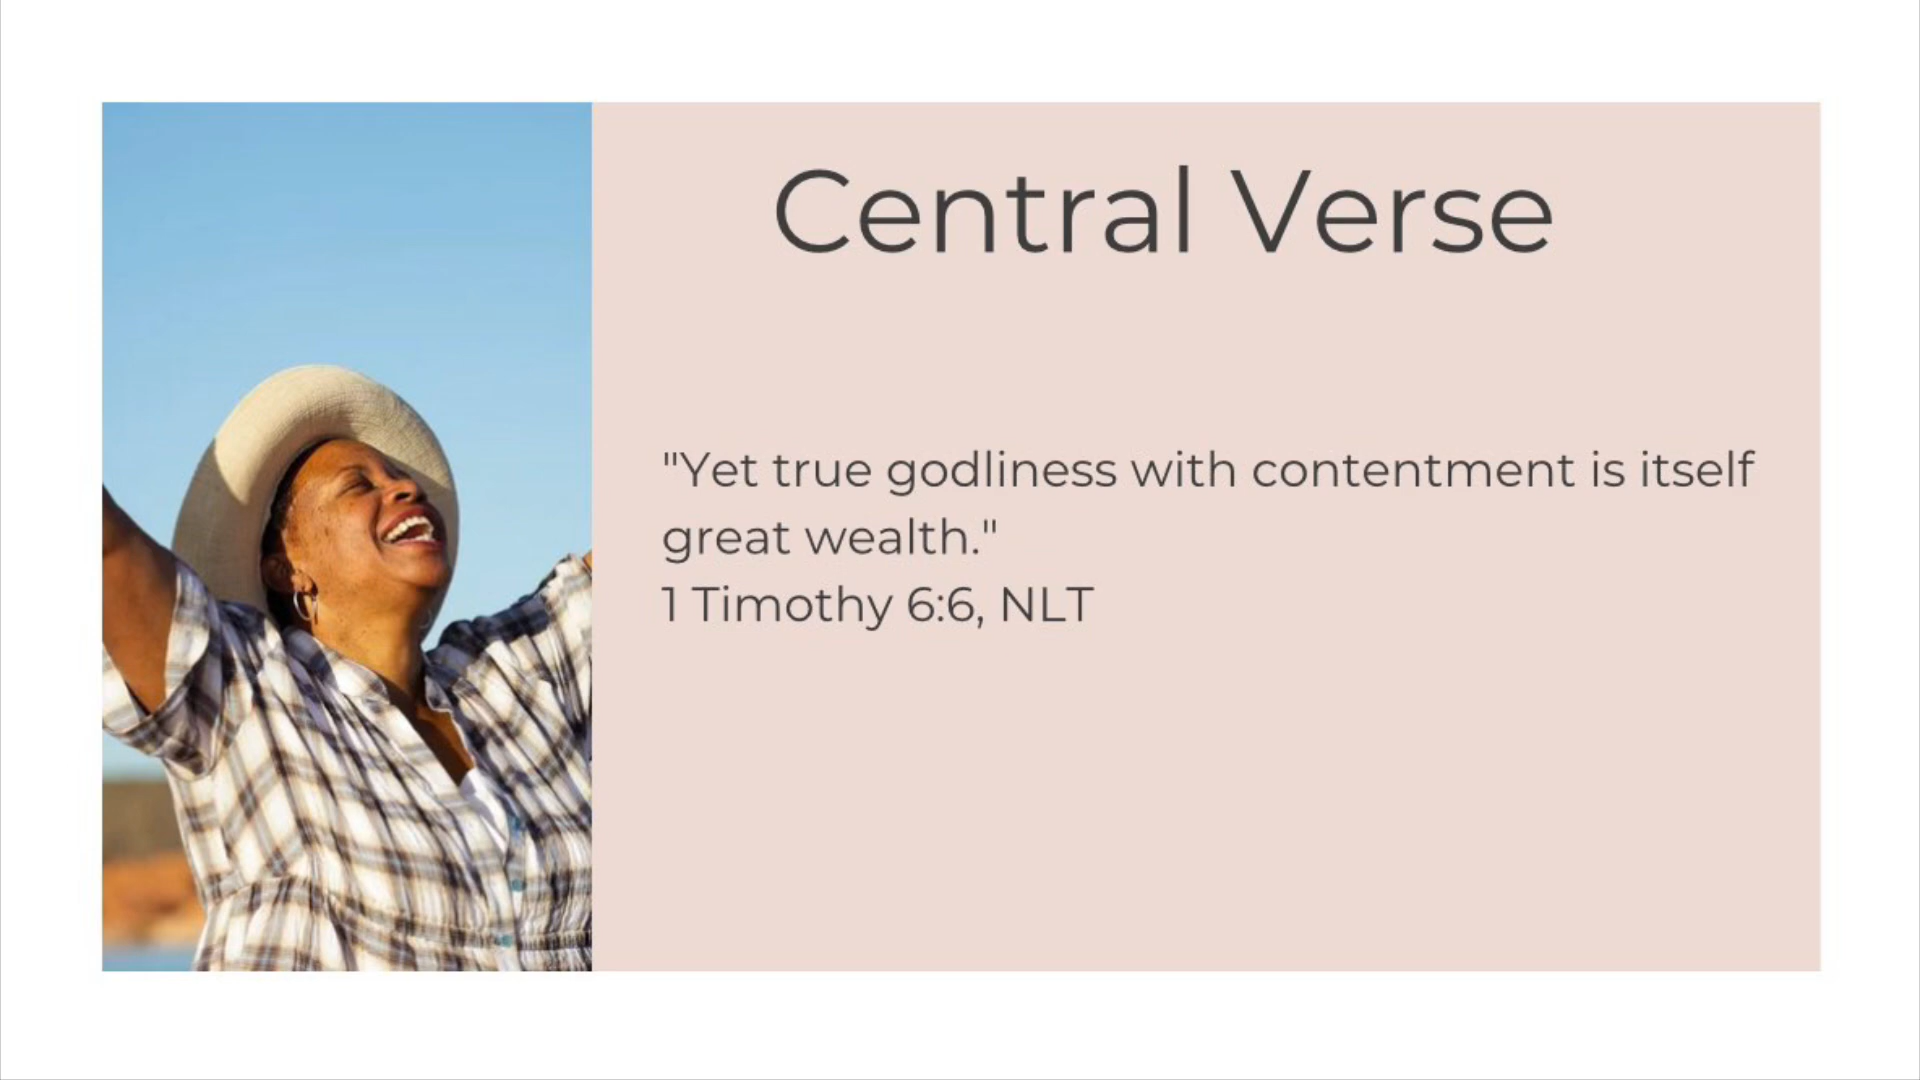 Central Verse
"Yet true godliness with contentment is itself
great wealth."
1 Timothy 6:6, NLT